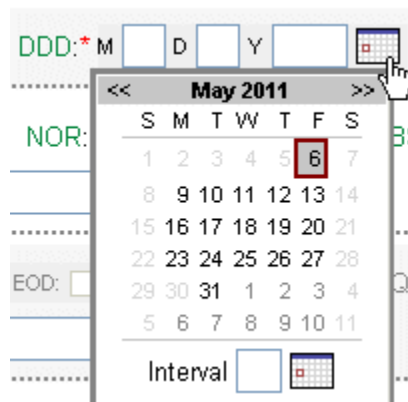 DDD:* M D Y
<< May 2011 >>
S M T W T F S
1 2 3 4 5 6 7
8 9 10 11 12 13 14
15 16 17 18 19 20 21
22 23 24 25 26 27 28
29 30 31 1 2 3 4
5 6 7 8 9 10 11
Interval
NOR:
EOD: